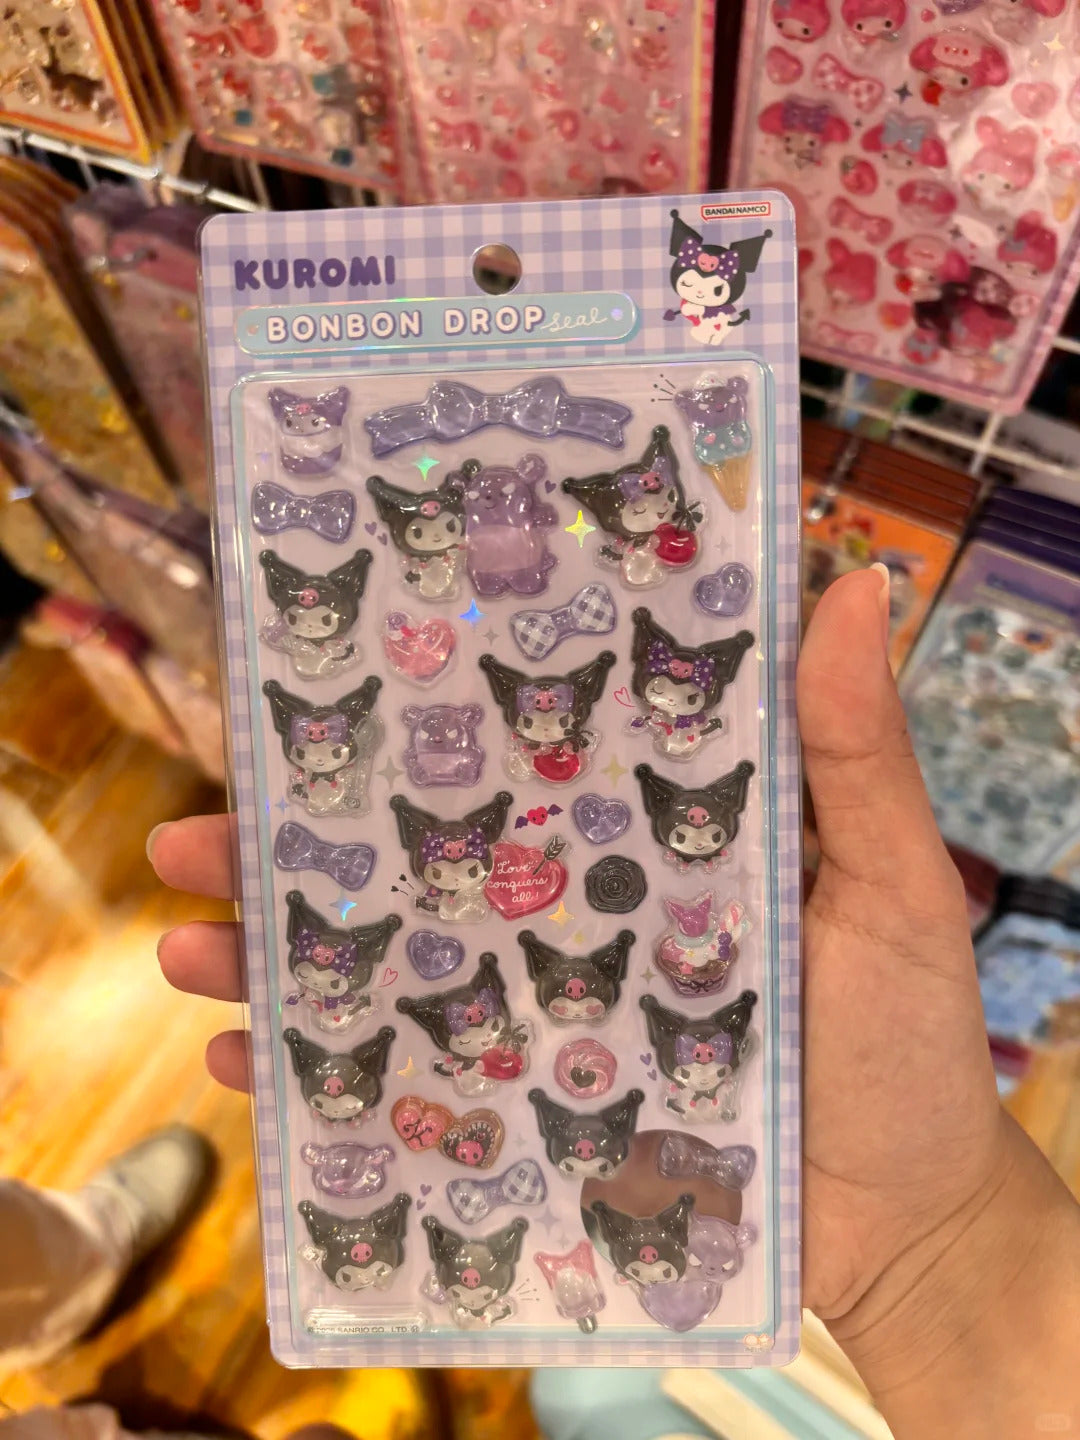 BANDAI NAMCO
KUROMI
BONBON DROP seal
"Love
conquers
all!
K
SANRIO CO., LTD.